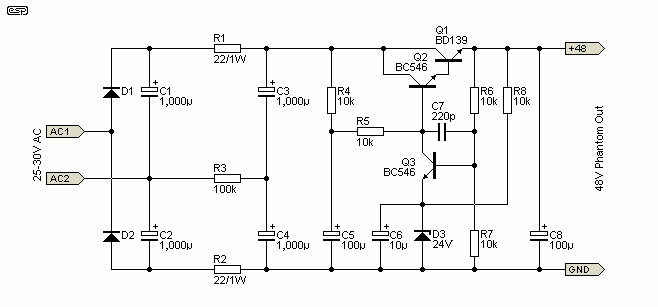 esp
R1
22/1W
Q1
BD139
Q2
BC546
+48
D1
C1
1,000µ
C3
1,000µ
R4
10k
R6
10k
R8
10k
C7
220p
R5
10k
25-30V AC
AC1
AC2
R3
100k
Q3
BC546
48V Phantom Out
D2
C2
1,000µ
C4
1,000µ
C5
100µ
C6
10µ
D3
24V
R7
10k
C8
100µ
R2
22/1W
GND